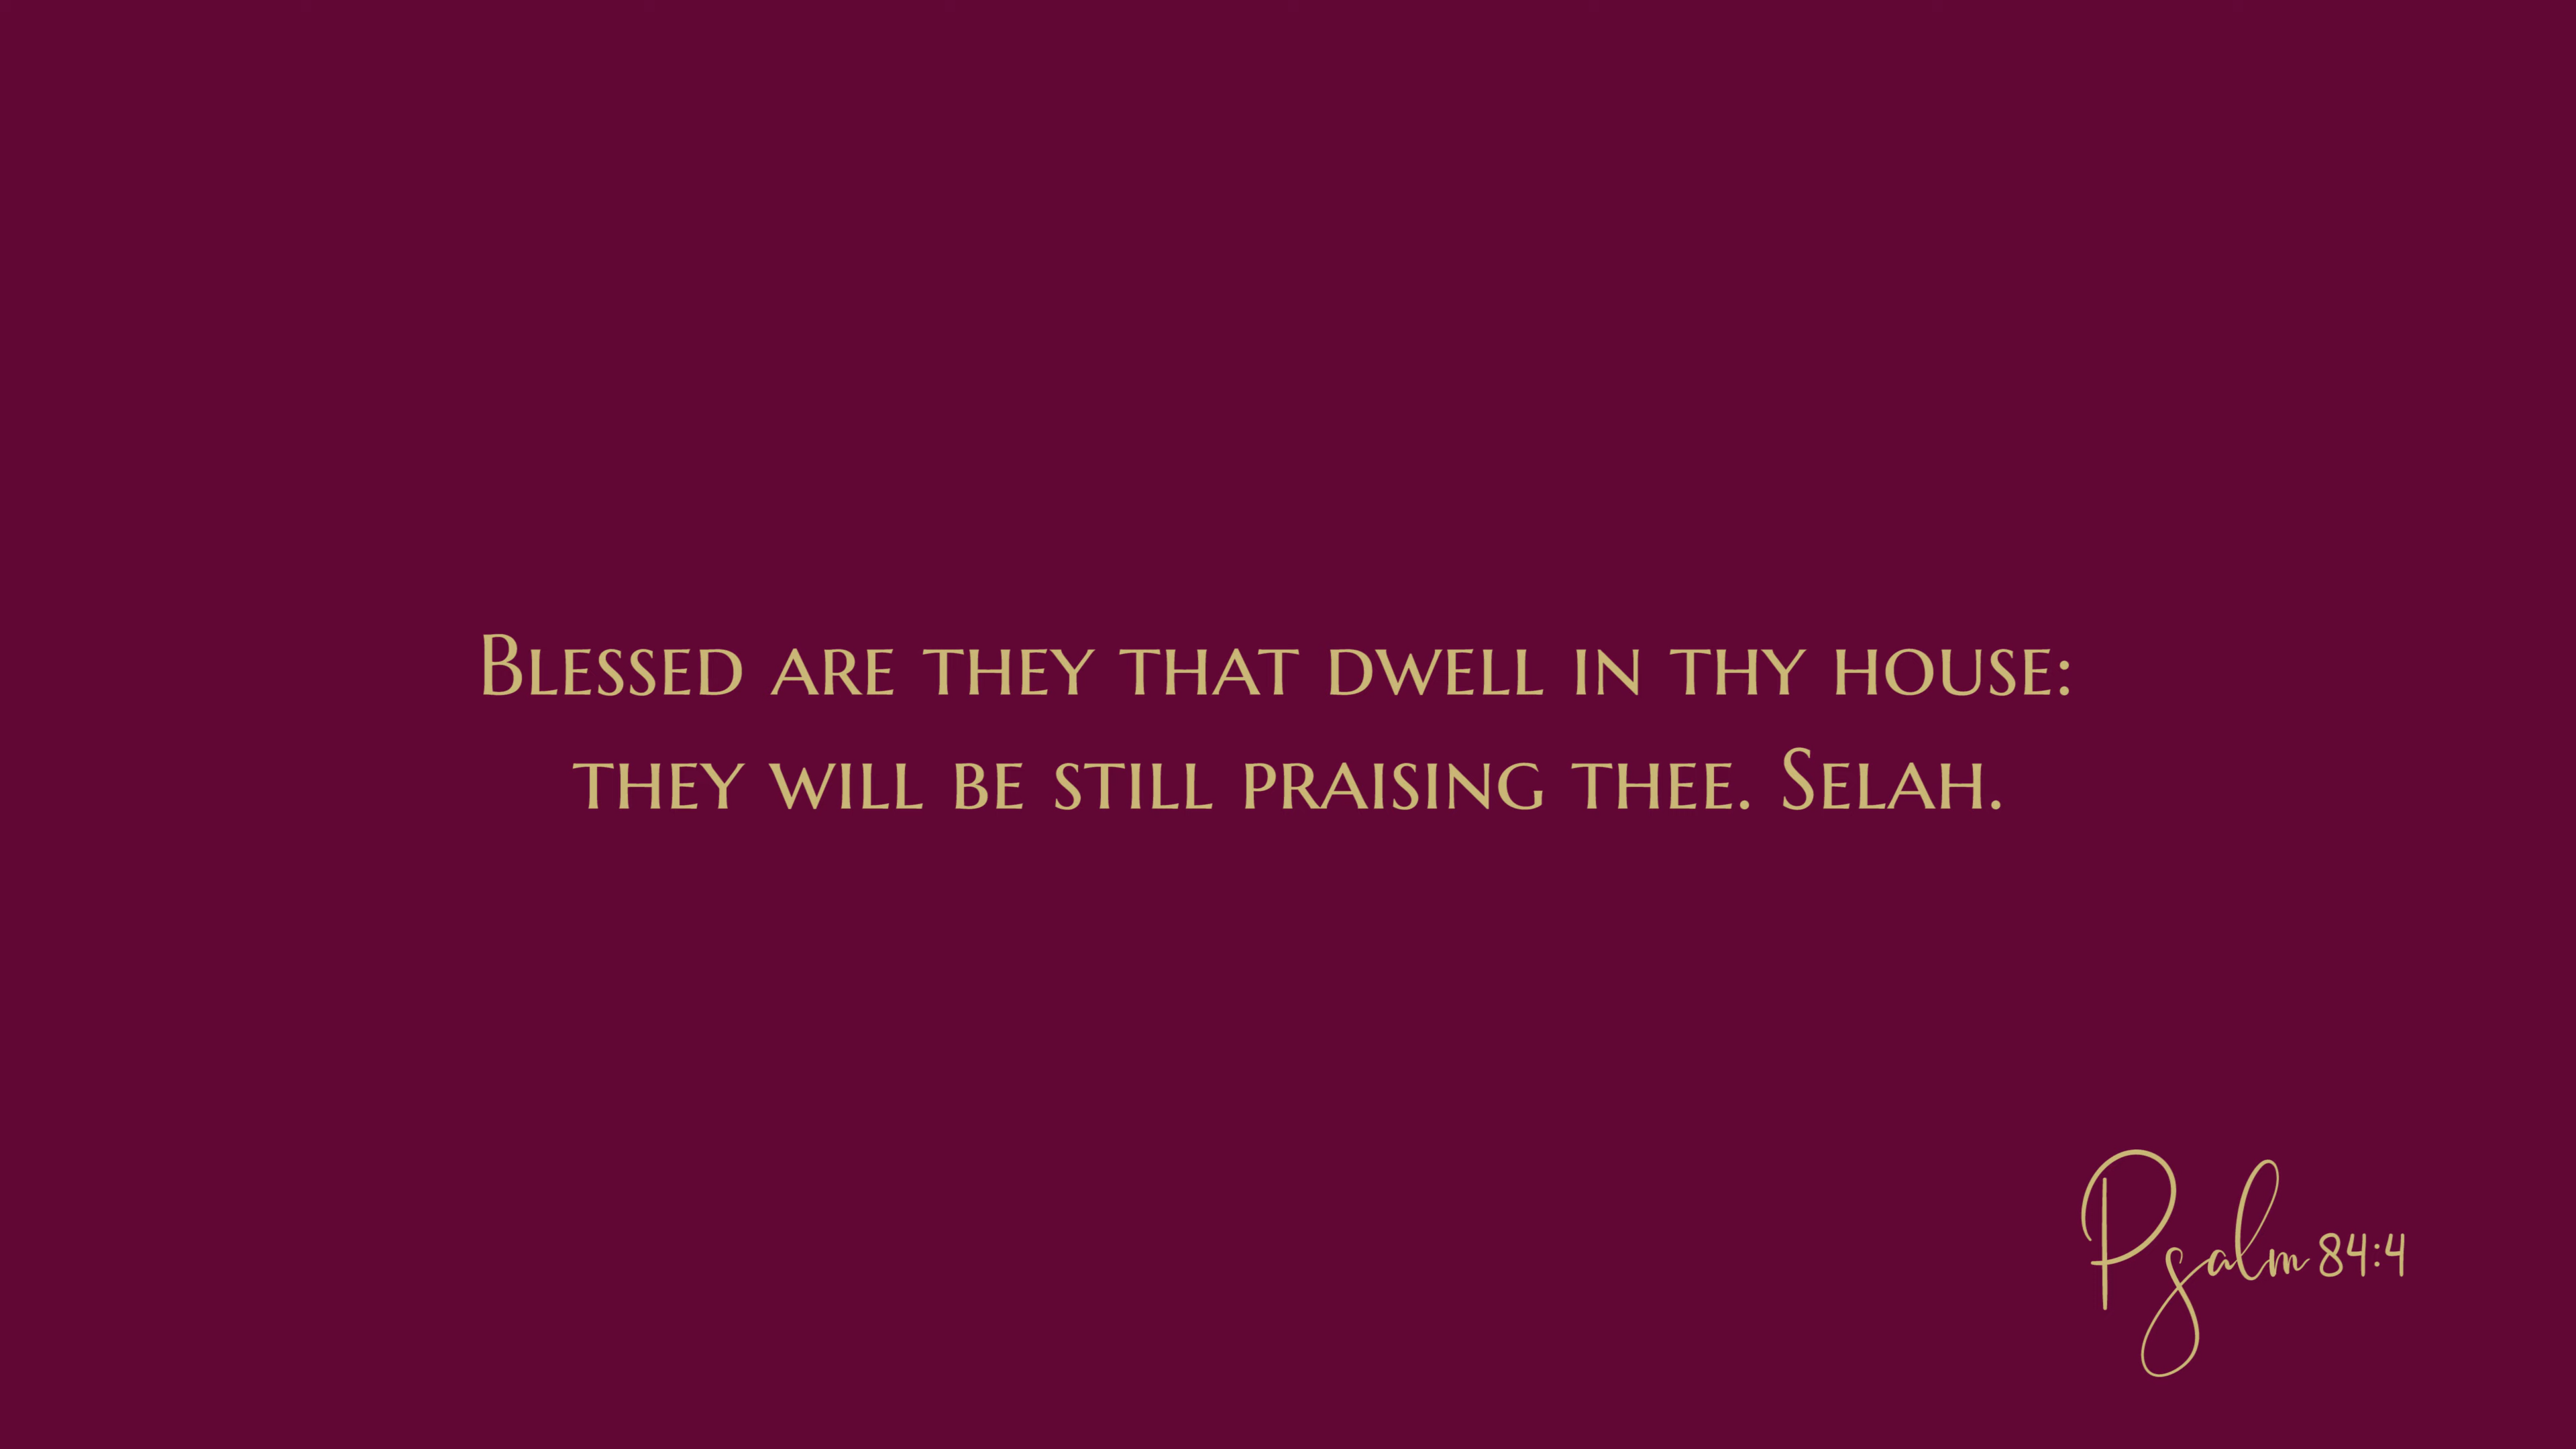 Blessed are they that dwell in thy house:
they will be still praising thee. Selah.
Psalm 84:4